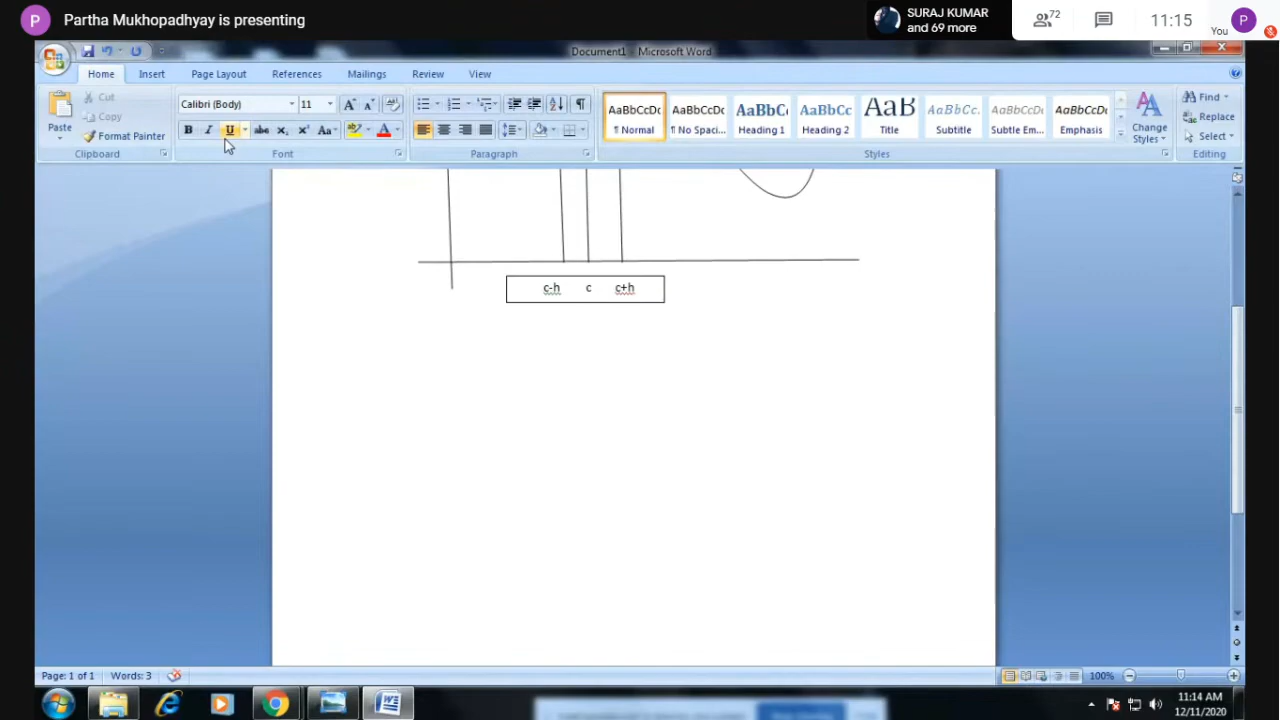 P Partha Mukhopadhyay is presenting
SURAJ KUMAR
and 69 more
72
11:15
You
P
Document1 - Microsoft Word
Home Insert Page Layout References Mailings Review View
Paste
Cut
Copy
Format Painter
Clipboard
Calibri (Body) 11
B I U abc x₂ x² Aa
Font
Paragraph
AaBbCcDc AaBbCcDc AaBbCc AaBbCc AaB AaBbCc. AaBbCcDc AaBbCcDc
¶ Normal ¶ No Spaci... Heading 1 Heading 2 Title Subtitle Subtle Em... Emphasis
Change
Styles
Styles
Find
Replace
Select
Editing
c-h c c+h
Page: 1 of 1 Words: 3
100%
11:14 AM
12/11/2020